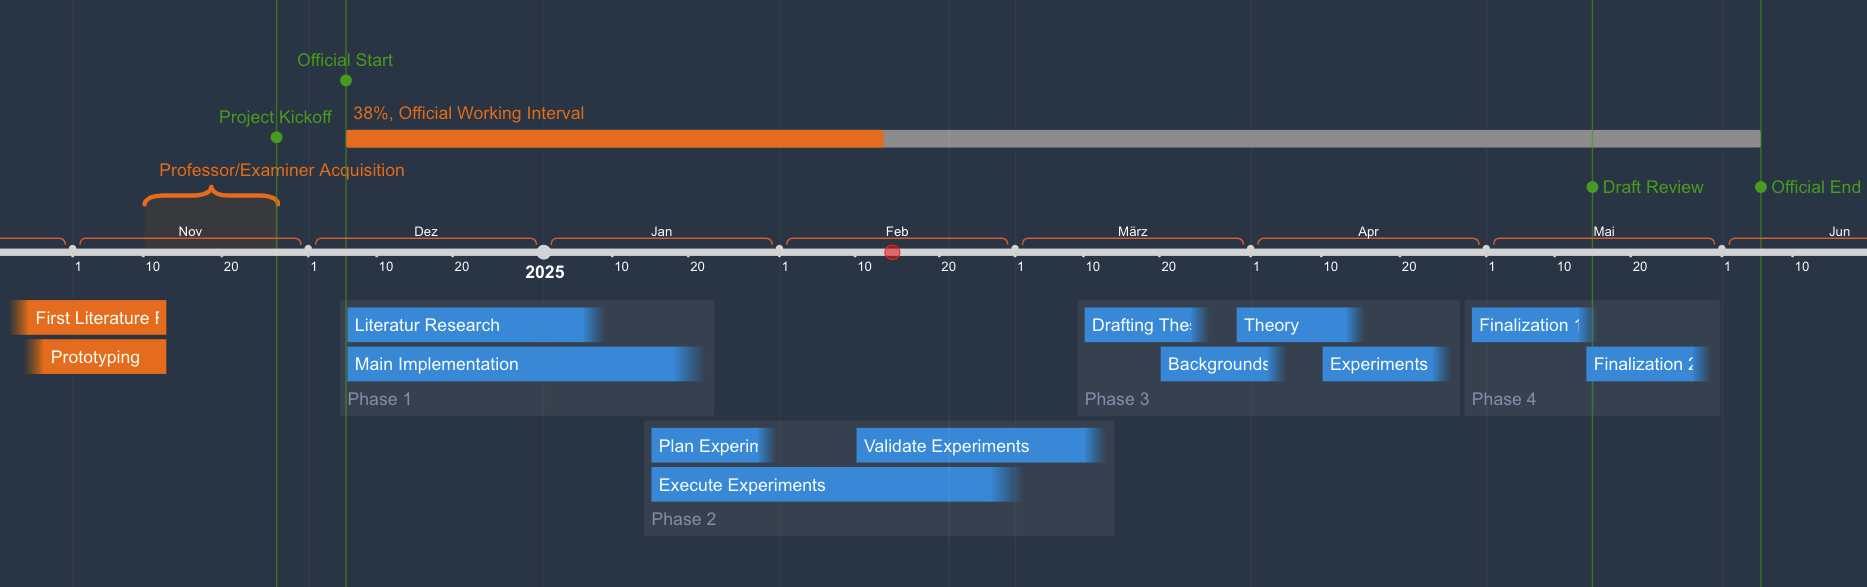 Official Start
Project Kickoff
38%, Official Working Interval
Professor/Examiner Acquisition
Draft Review
Official End
Nov
Dez
Jan
Feb
März
Apr
Mai
Jun
1
10
20
1
10
20
2025
10
20
1
10
20
1
10
20
1
10
20
1
10
20
1
10
First Literature
Prototyping
Literatur Research
Main Implementation
Phase 1
Plan Experim
Validate Experiments
Execute Experiments
Phase 2
Drafting Thes
Theory
Backgrounds
Experiments
Phase 3
Finalization 1
Finalization 2
Phase 4